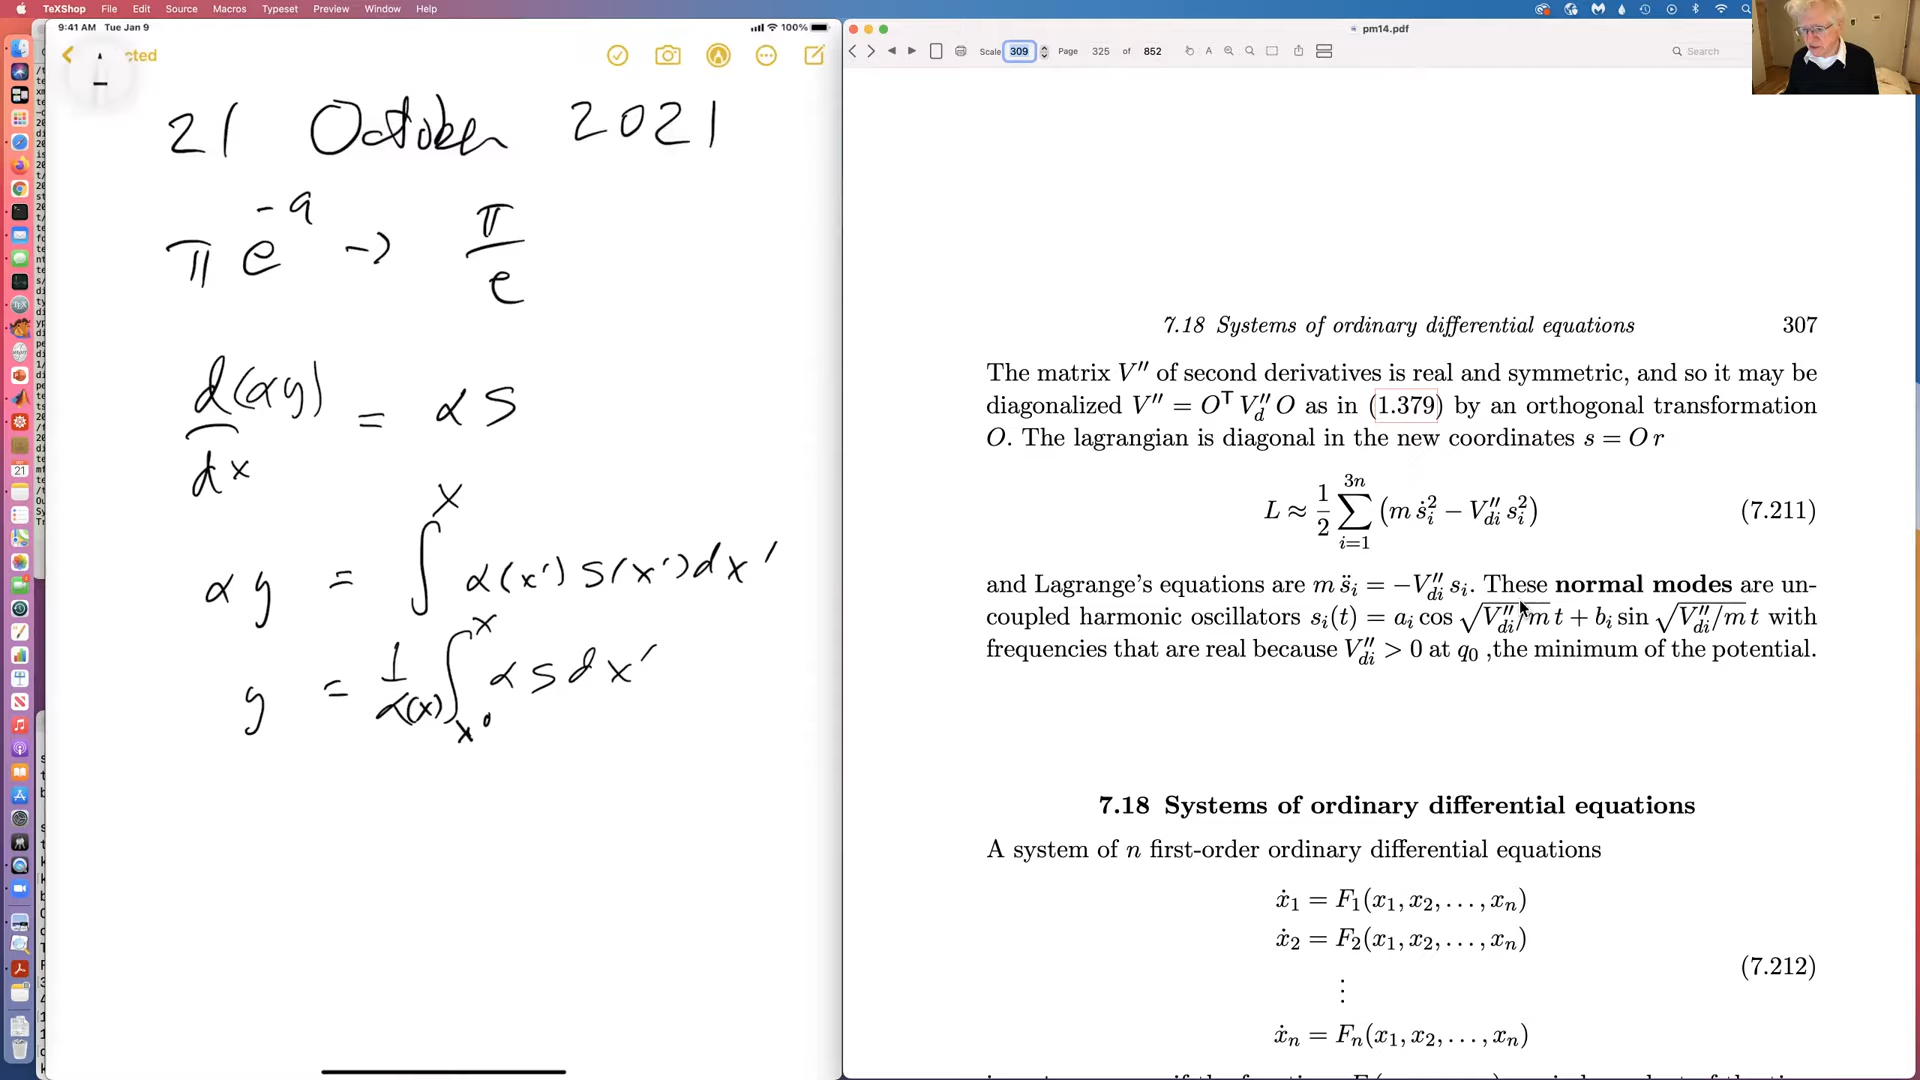 TeXShop File Edit Source Macros Typeset Preview Window Help
9:41 AM Tue Jan 9
100%
cted
21 October 2021
π e^{-a} → π/e
d(αy)/dx = α s
α y = ∫^x α(x') s(x') dx'
y = 1/α(x) ∫_{x^0}^x α s dx'
pm14.pdf
Scale 309 Page 325 of 852
Search
7.18 Systems of ordinary differential equations 307
The matrix V″ of second derivatives is real and symmetric, and so it may be
diagonalized V″ = Oᵀ V″_d O as in (1.379) by an orthogonal transformation
O. The lagrangian is diagonal in the new coordinates s = O r
L ≈ 1/2 ∑_{i=1}^{3n} (m ṡ_i² − V″_{di} s_i²) (7.211)
and Lagrange's equations are m s̈_i = −V″_{di} s_i. These normal modes are un-
coupled harmonic oscillators s_i(t) = a_i cos √(V″_{di}/m) t + b_i sin √(V″_{di}/m) t with
frequencies that are real because V″_{di} > 0 at q_0 ,the minimum of the potential.
7.18 Systems of ordinary differential equations
A system of n first-order ordinary differential equations
ẋ_1 = F_1(x_1, x_2, . . . , x_n)
ẋ_2 = F_2(x_1, x_2, . . . , x_n)
⋮ (7.212)
ẋ_n = F_n(x_1, x_2, . . . , x_n)